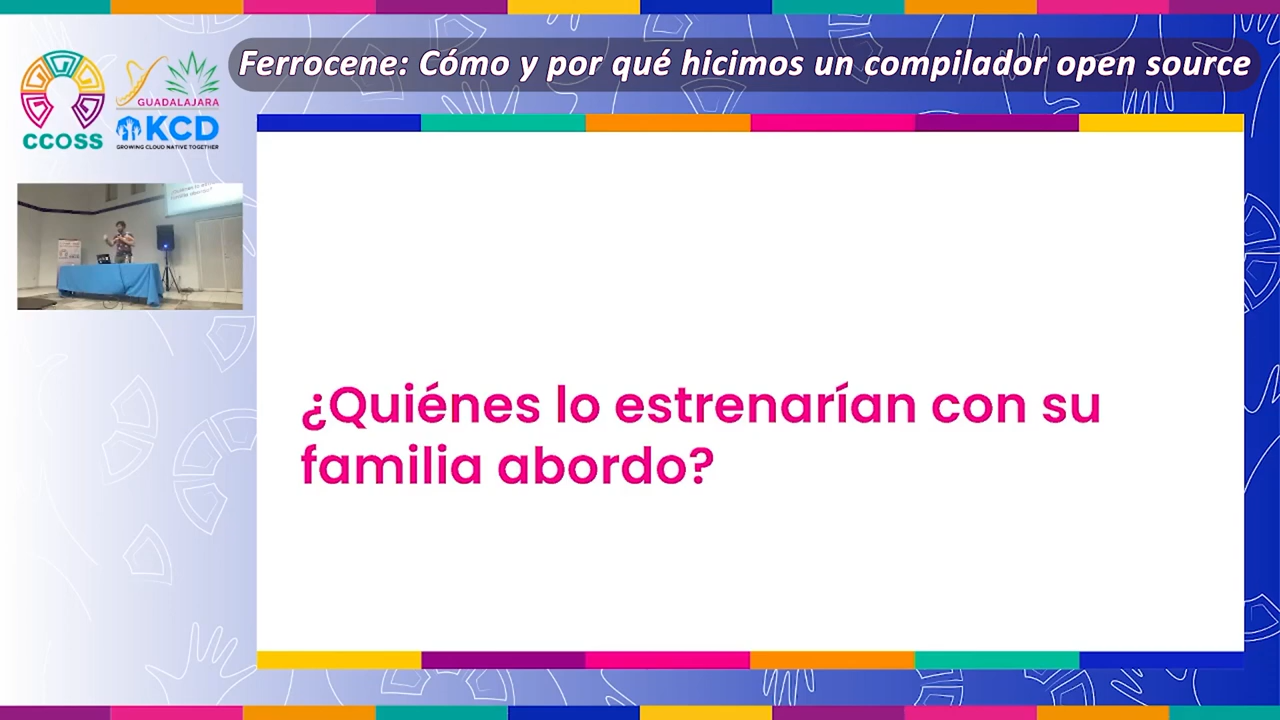 Ferrocene: Cómo y por qué hicimos un compilador open source
CCOSS
GUADALAJARA
KCD
GROWING CLOUD NATIVE TOGETHER
¿Quiénes lo estrenarían con su
familia abordo?